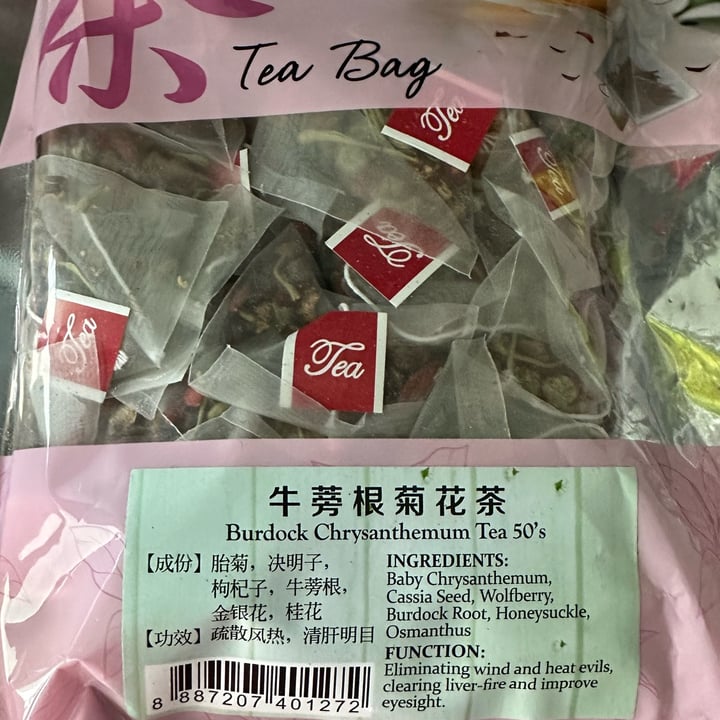 茶
Tea Bag
Tea
Tea
Tea
Tea
Tea
牛蒡根菊花茶
Burdock Chrysanthemum Tea 50's
【成份】胎菊，决明子，
枸杞子，牛蒡根，
金银花，桂花
【功效】疏散风热，清肝明目
INGREDIENTS:
Baby Chrysanthemum,
Cassia Seed, Wolfberry,
Burdock Root, Honeysuckle,
Osmanthus
FUNCTION:
Eliminating wind and heat evils,
clearing liver-fire and improve
eyesight.
8 887207 401272